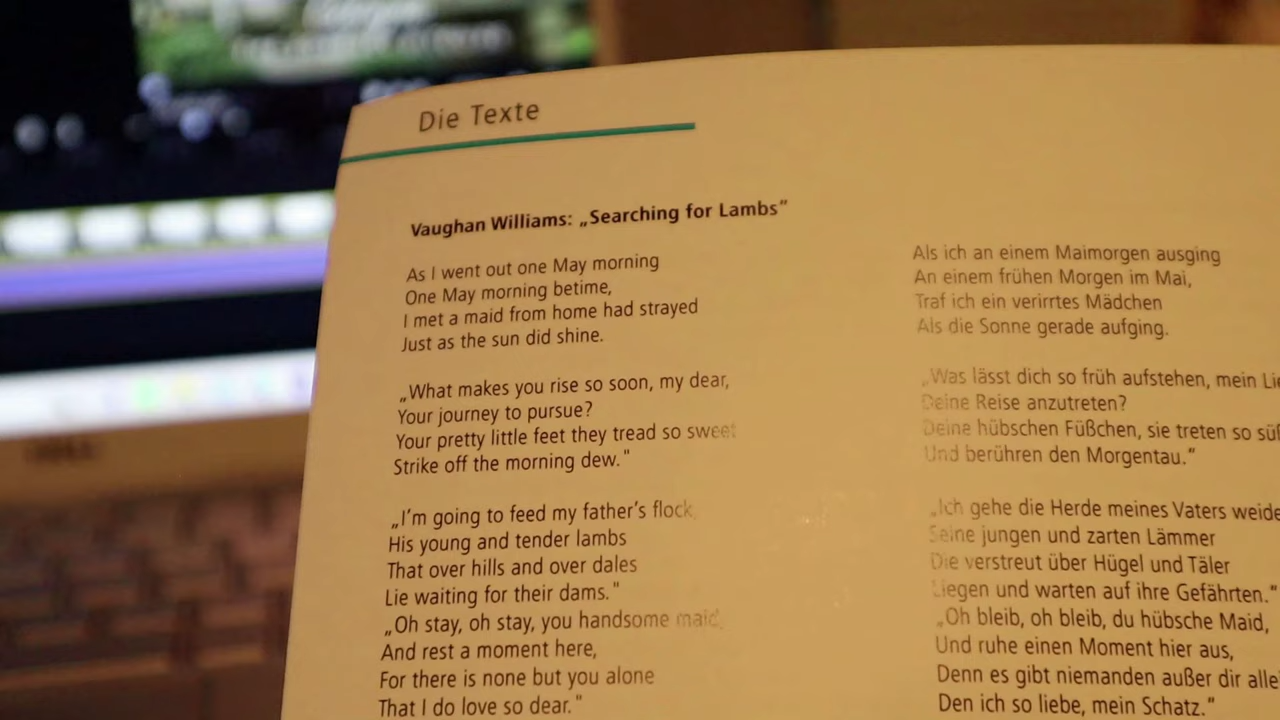 Die Texte
Vaughan Williams: „Searching for Lambs"
As I went out one May morning
One May morning betime,
I met a maid from home had strayed
Just as the sun did shine.
„What makes you rise so soon, my dear,
Your journey to pursue?
Your pretty little feet they tread so sweet
Strike off the morning dew."
„I'm going to feed my father's flock
His young and tender lambs
That over hills and over dales
Lie waiting for their dams."
„Oh stay, oh stay, you handsome maid,
And rest a moment here,
For there is none but you alone
That I do love so dear."
Als ich an einem Maimorgen ausging
An einem frühen Morgen im Mai,
Traf ich ein verirrtes Mädchen
Als die Sonne gerade aufging.
„Was lässt dich so früh aufstehen, mein
Deine Reise anzutreten?
Deine hübschen Füßchen, sie treten so
Und berühren den Morgentau."
„Ich gehe die Herde meines Vaters
Seine jungen und zarten Lämmer
Die verstreut über Hügel und Täler
Liegen und warten auf ihre Gefährten."
„Oh bleib, oh bleib, du hübsche Maid,
Und ruhe einen Moment hier aus,
Denn es gibt niemanden außer dir
Den ich so liebe, mein Schatz."